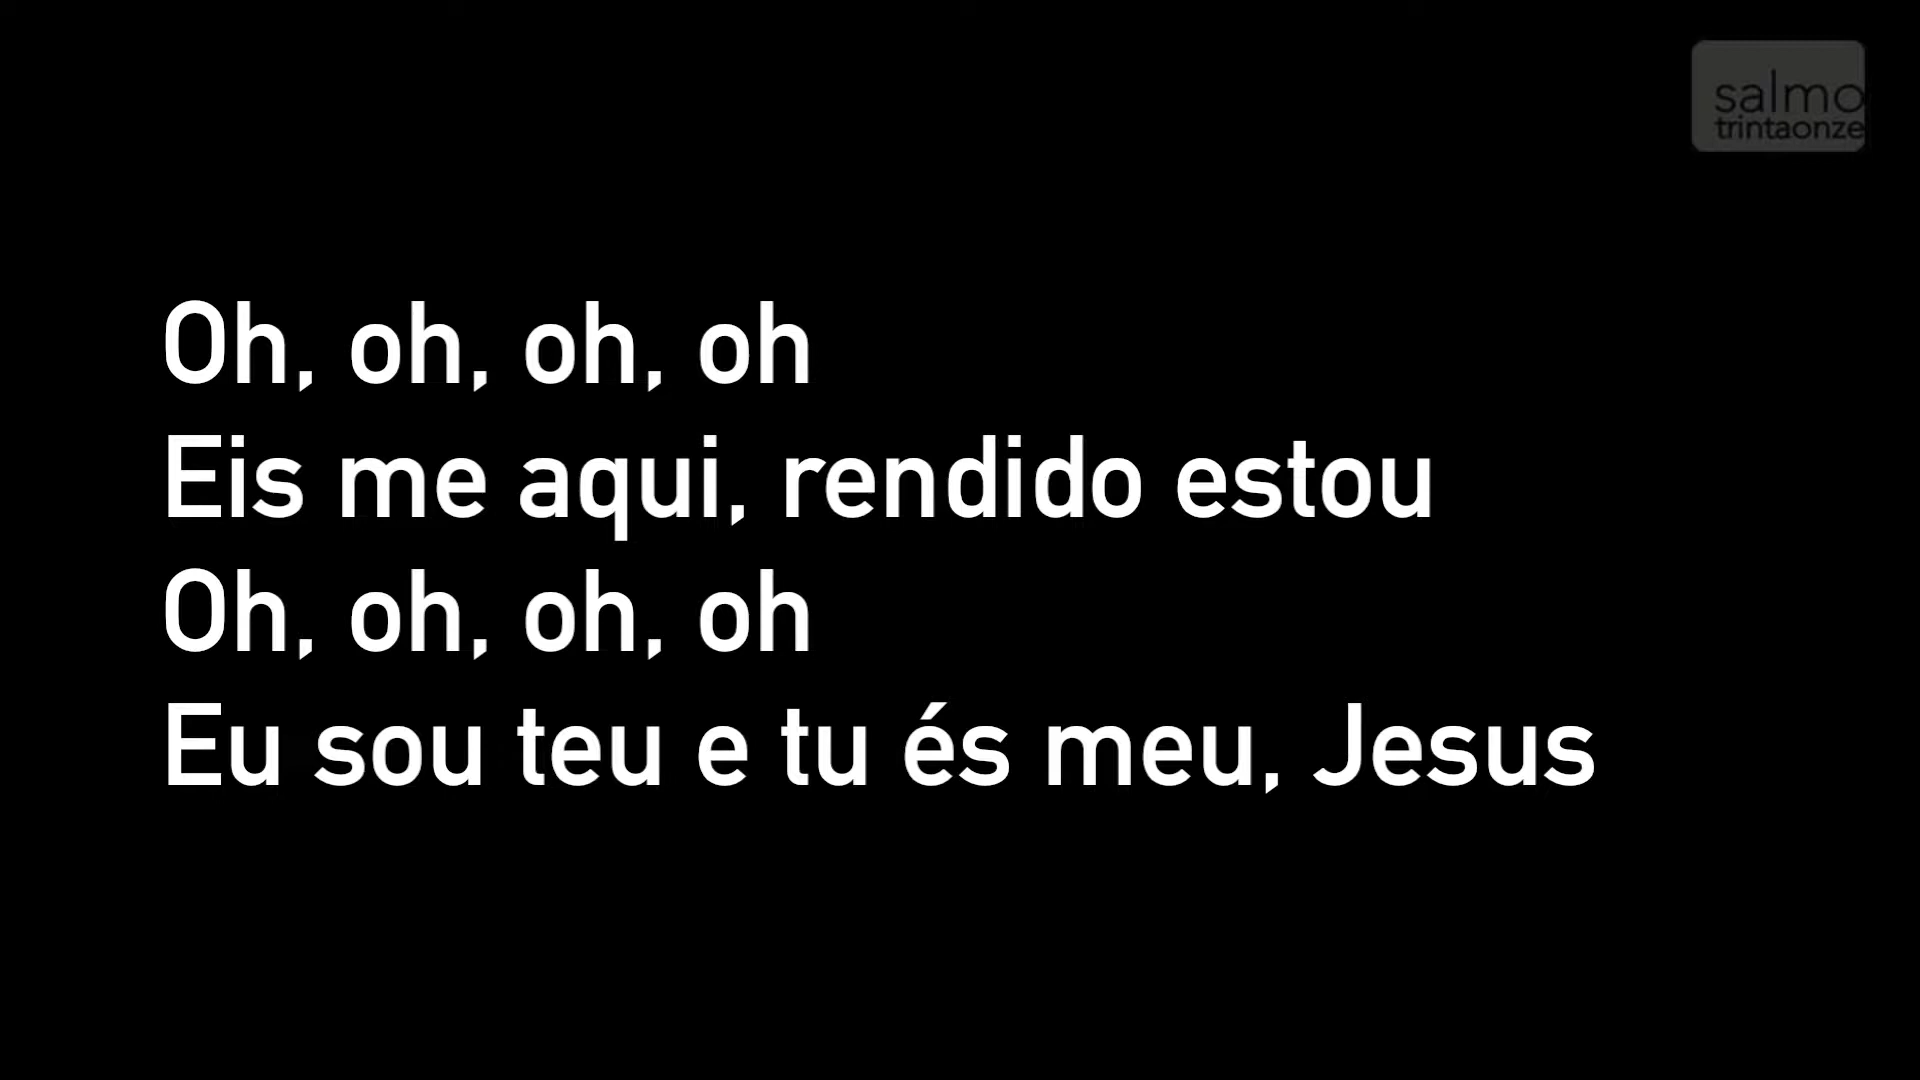 salmo
trintaonze
Oh, oh, oh, oh
Eis me aqui, rendido estou
Oh, oh, oh, oh
Eu sou teu e tu és meu, Jesus